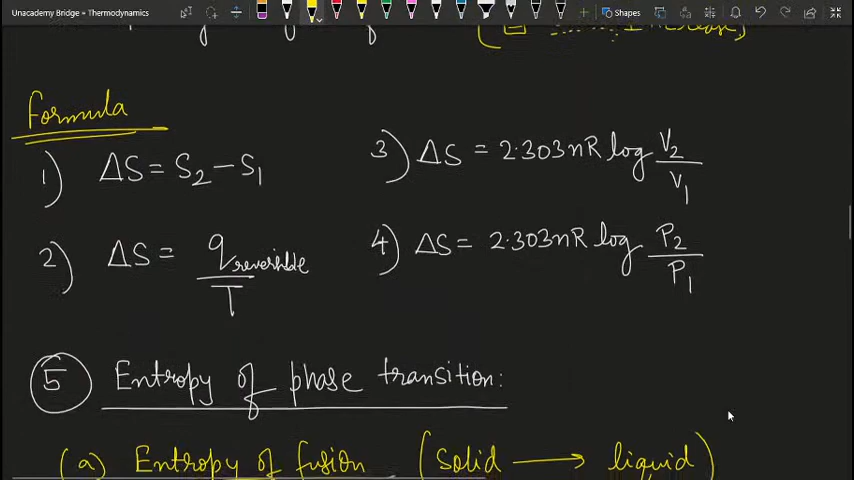 Unacademy Bridge • Thermodynamics
Shapes
Formula
1) ΔS = S₂ – S₁
2) ΔS = q reversible / T
3) ΔS = 2.303nR log V₂ / V₁
4) ΔS = 2.303nR log P₂ / P₁
5 Entropy of phase transition:
(a) Entropy of fusion (Solid ⟶ liquid)